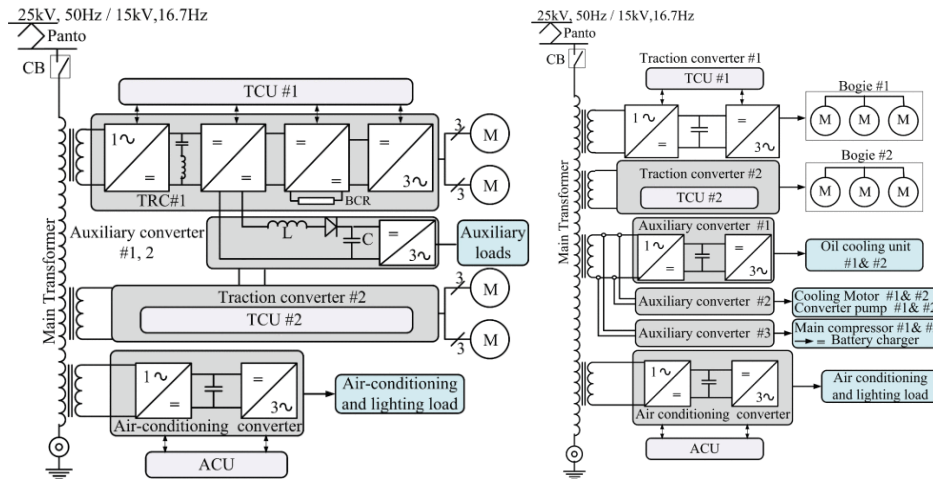 25kV, 50Hz / 15kV,16.7Hz
Panto
CB
TCU #1
1~
=
=
=
=
=
=
3~
3
M
3
M
TRC#1
BCR
Main Transformer
Auxiliary converter
#1, 2
L
C
=
3~
Auxiliary
loads
Traction converter #2
TCU #2
3
M
3
M
1~
=
=
3~
Air-conditioning converter
Air-conditioning
and lighting load
ACU
25kV, 50Hz / 15kV,16.7Hz
Panto
CB
Traction converter #1
TCU #1
1~
=
=
3~
Bogie #1
M M M
Main Transformer
Traction converter #2
TCU #2
Bogie #2
M M M
Auxiliary converter #1
1~
=
=
3~
Oil cooling unit
#1& #2
Auxiliary converter #2
Cooling Motor #1& #2
Converter pump #1& #2
Auxiliary converter #3
Main compressor #1& #
= Battery charger
1~
=
=
3~
Air conditioning converter
Air conditioning
and lighting load
ACU